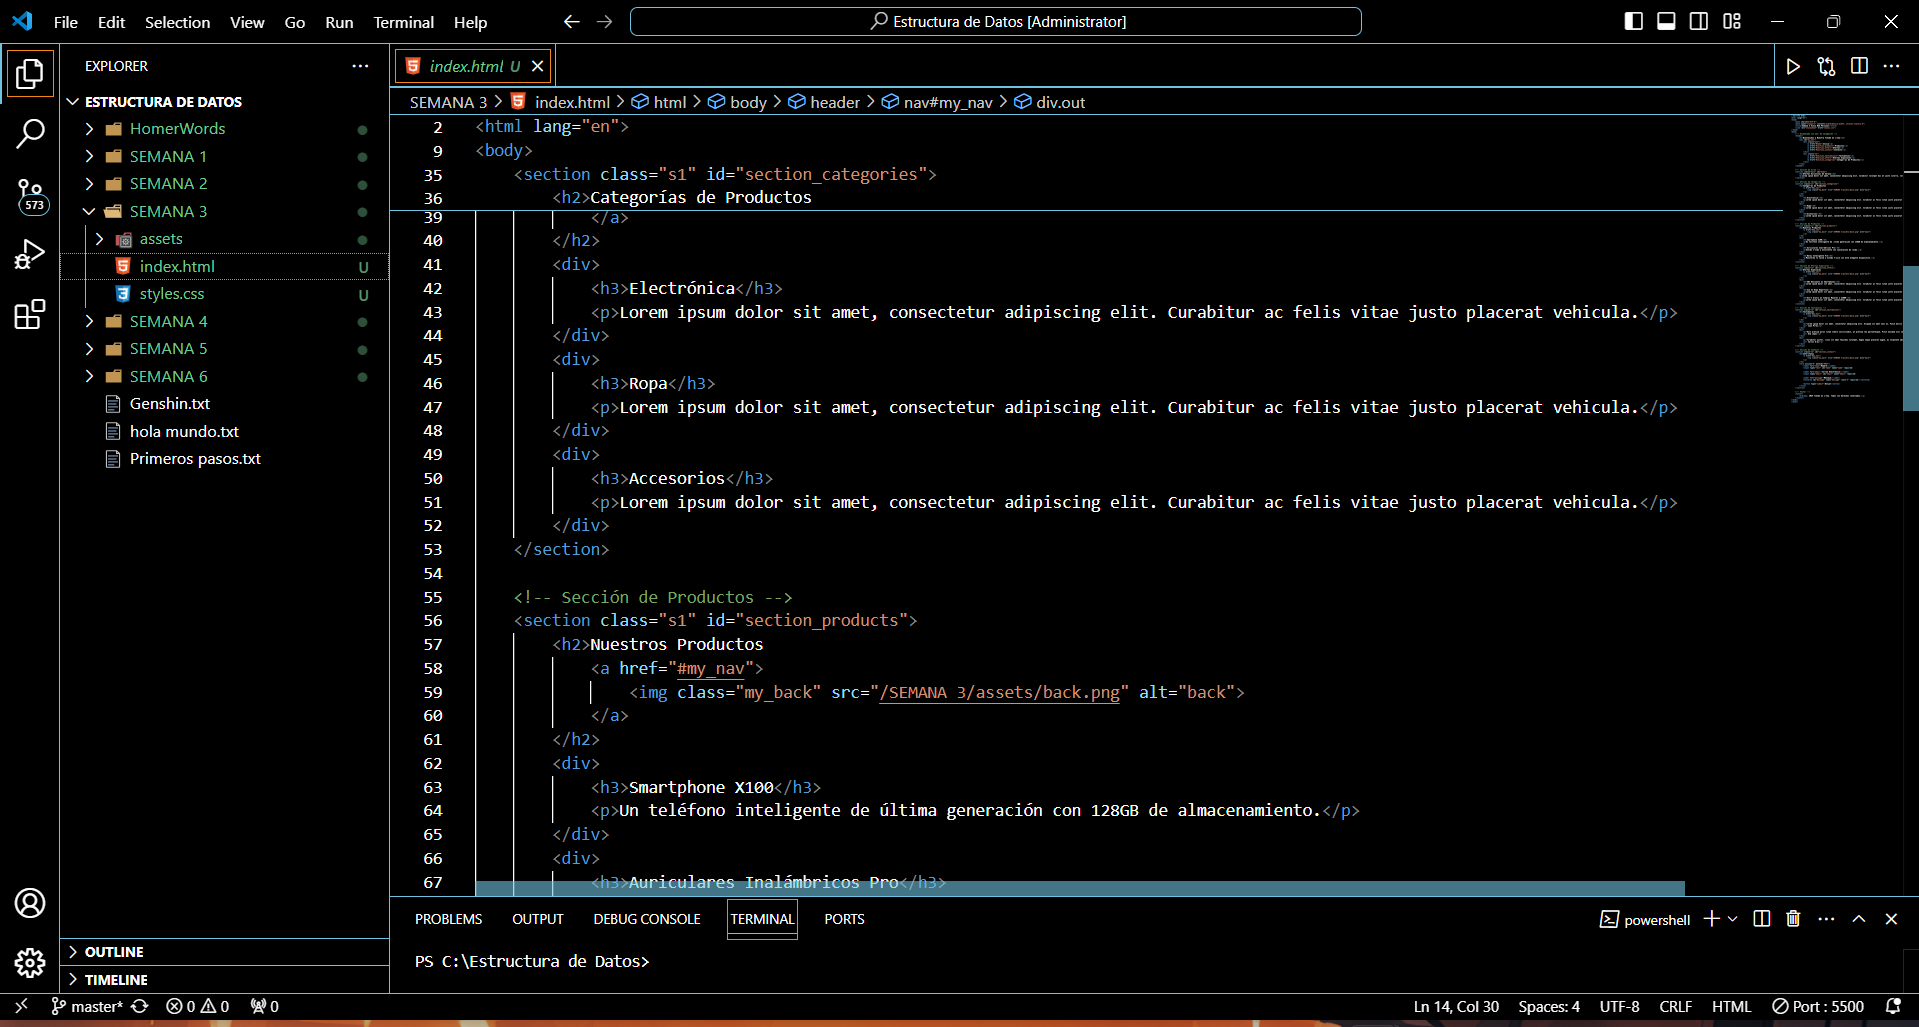 File Edit Selection View Go Run Terminal Help
Estructura de Datos [Administrator]
EXPLORER
ESTRUCTURA DE DATOS
HomerWords
SEMANA 1
SEMANA 2
SEMANA 3
assets
index.html U
styles.css U
SEMANA 4
SEMANA 5
SEMANA 6
Genshin.txt
hola mundo.txt
Primeros pasos.txt
OUTLINE
TIMELINE
573
index.html U
SEMANA 3 > index.html > html > body > header > nav#my_nav > div.out
2 <html lang="en">
9 <body>
35 <section class="s1" id="section_categories">
36 <h2>Categorías de Productos
39 </a>
40 </h2>
41 <div>
42 <h3>Electrónica</h3>
43 <p>Lorem ipsum dolor sit amet, consectetur adipiscing elit. Curabitur ac felis vitae justo placerat vehicula.</p>
44 </div>
45 <div>
46 <h3>Ropa</h3>
47 <p>Lorem ipsum dolor sit amet, consectetur adipiscing elit. Curabitur ac felis vitae justo placerat vehicula.</p>
48 </div>
49 <div>
50 <h3>Accesorios</h3>
51 <p>Lorem ipsum dolor sit amet, consectetur adipiscing elit. Curabitur ac felis vitae justo placerat vehicula.</p>
52 </div>
53 </section>
54
55 <!-- Sección de Productos -->
56 <section class="s1" id="section_products">
57 <h2>Nuestros Productos
58 <a href="#my_nav">
59 <img class="my_back" src="/SEMANA 3/assets/back.png" alt="back">
60 </a>
61 </h2>
62 <div>
63 <h3>Smartphone X100</h3>
64 <p>Un teléfono inteligente de última generación con 128GB de almacenamiento.</p>
65 </div>
66 <div>
67 <h3>Auriculares Inalámbricos Pro</h3>
PROBLEMS OUTPUT DEBUG CONSOLE TERMINAL PORTS
powershell
PS C:\Estructura de Datos>
master* 0 0 0
Ln 14, Col 30 Spaces: 4 UTF-8 CRLF HTML Port : 5500